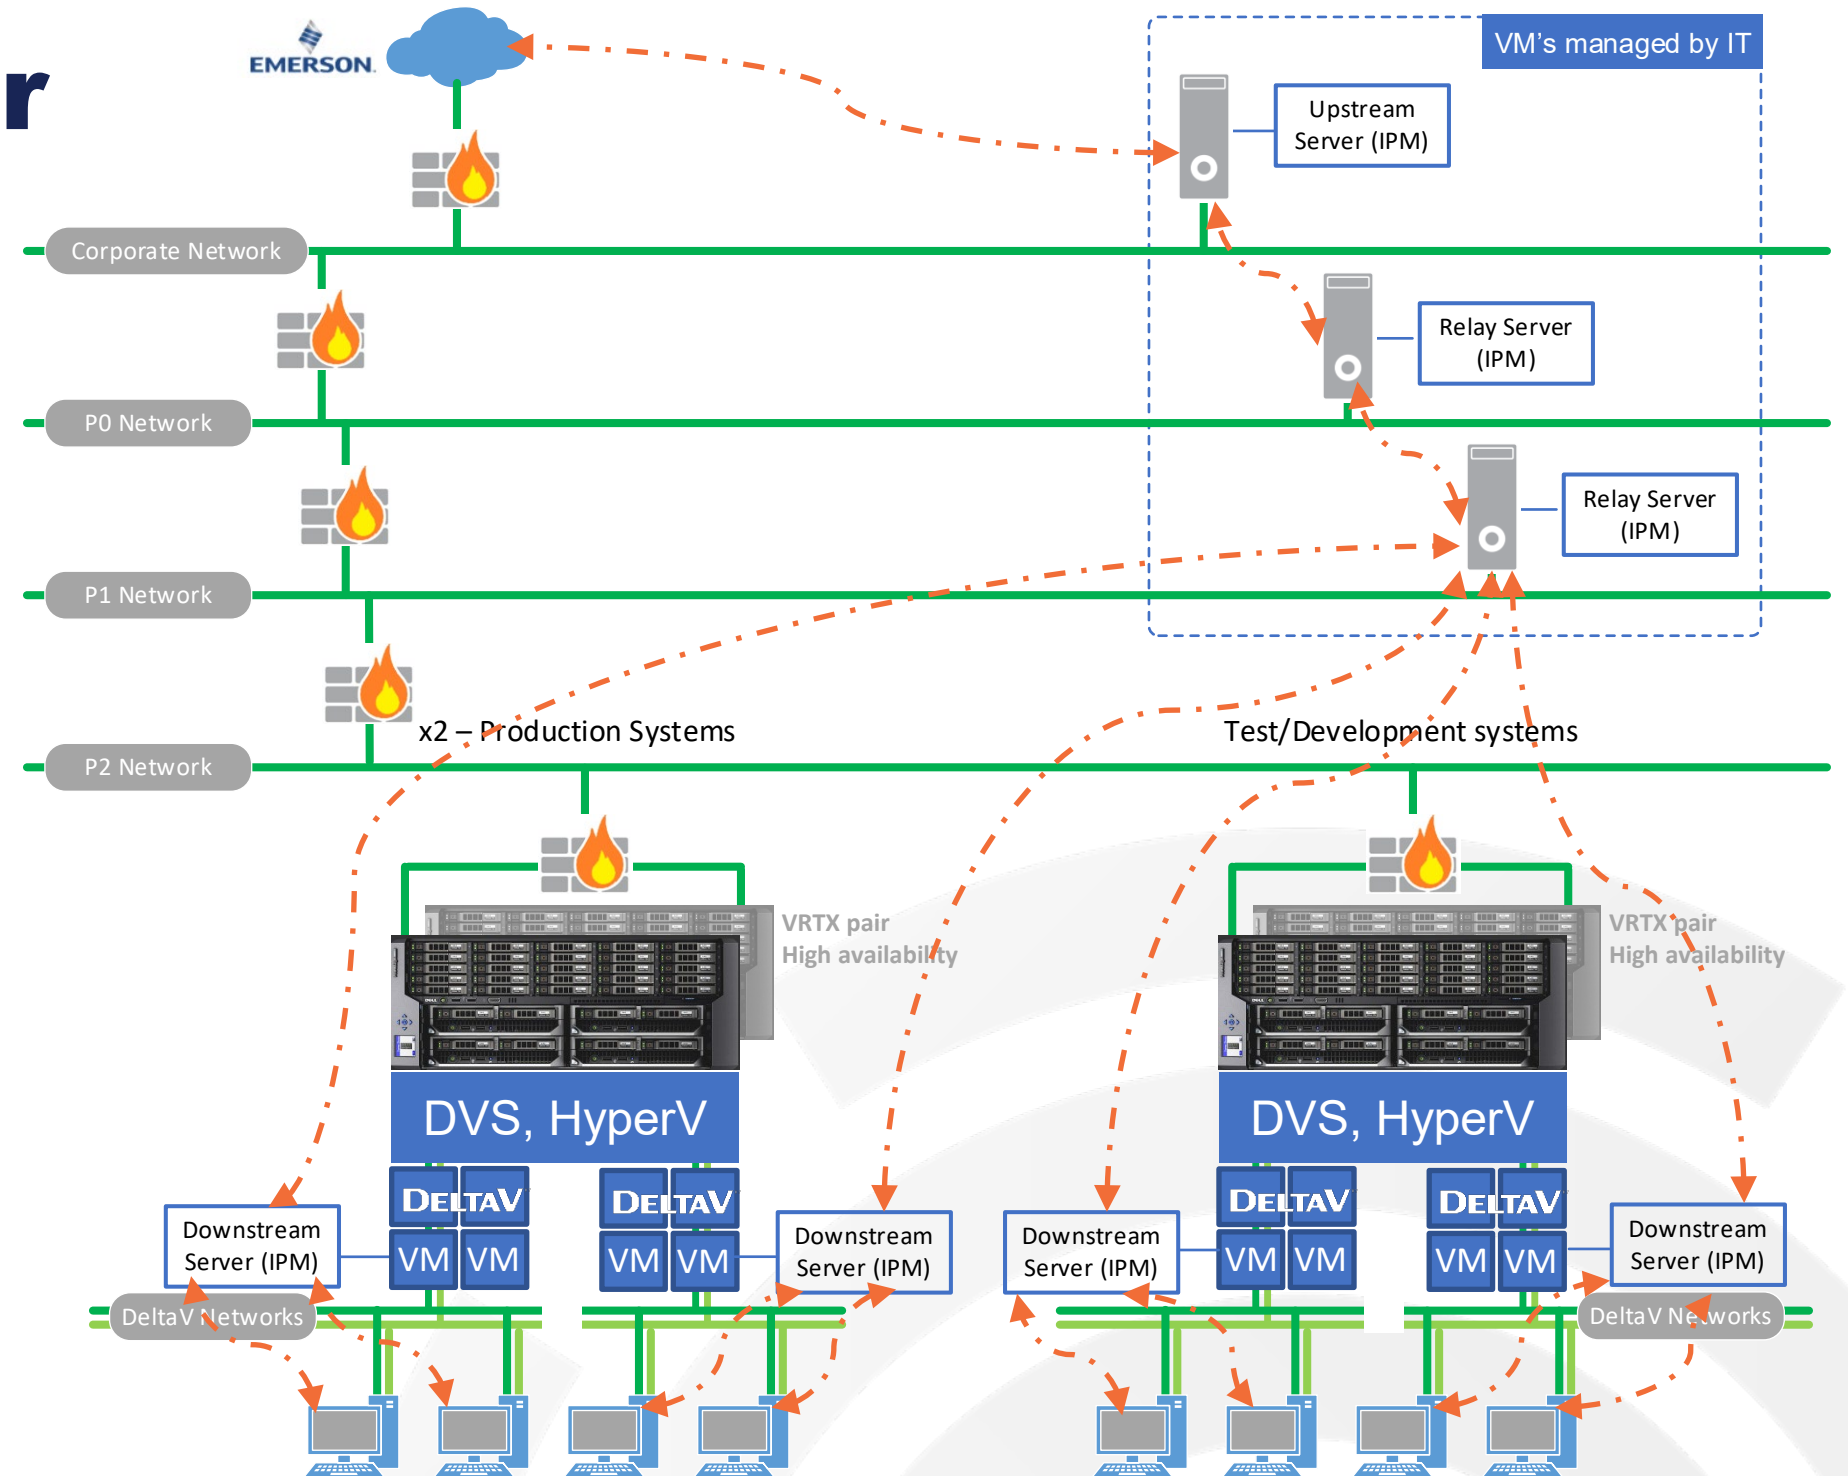 r
EMERSON.
VM's managed by IT
Upstream
Server (IPM)
Corporate Network
Relay Server
(IPM)
P0 Network
Relay Server
(IPM)
P1 Network
x2 – Production Systems
Test/Development systems
P2 Network
VRTX pair
High availability
VRTX pair
High availability
DVS, HyperV
DVS, HyperV
DELTAV
DELTAV
DELTAV
DELTAV
Downstream
Server (IPM)
VM VM
VM VM
Downstream
Server (IPM)
Downstream
Server (IPM)
VM VM
VM VM
Downstream
Server (IPM)
DeltaV Networks
DeltaV Networks